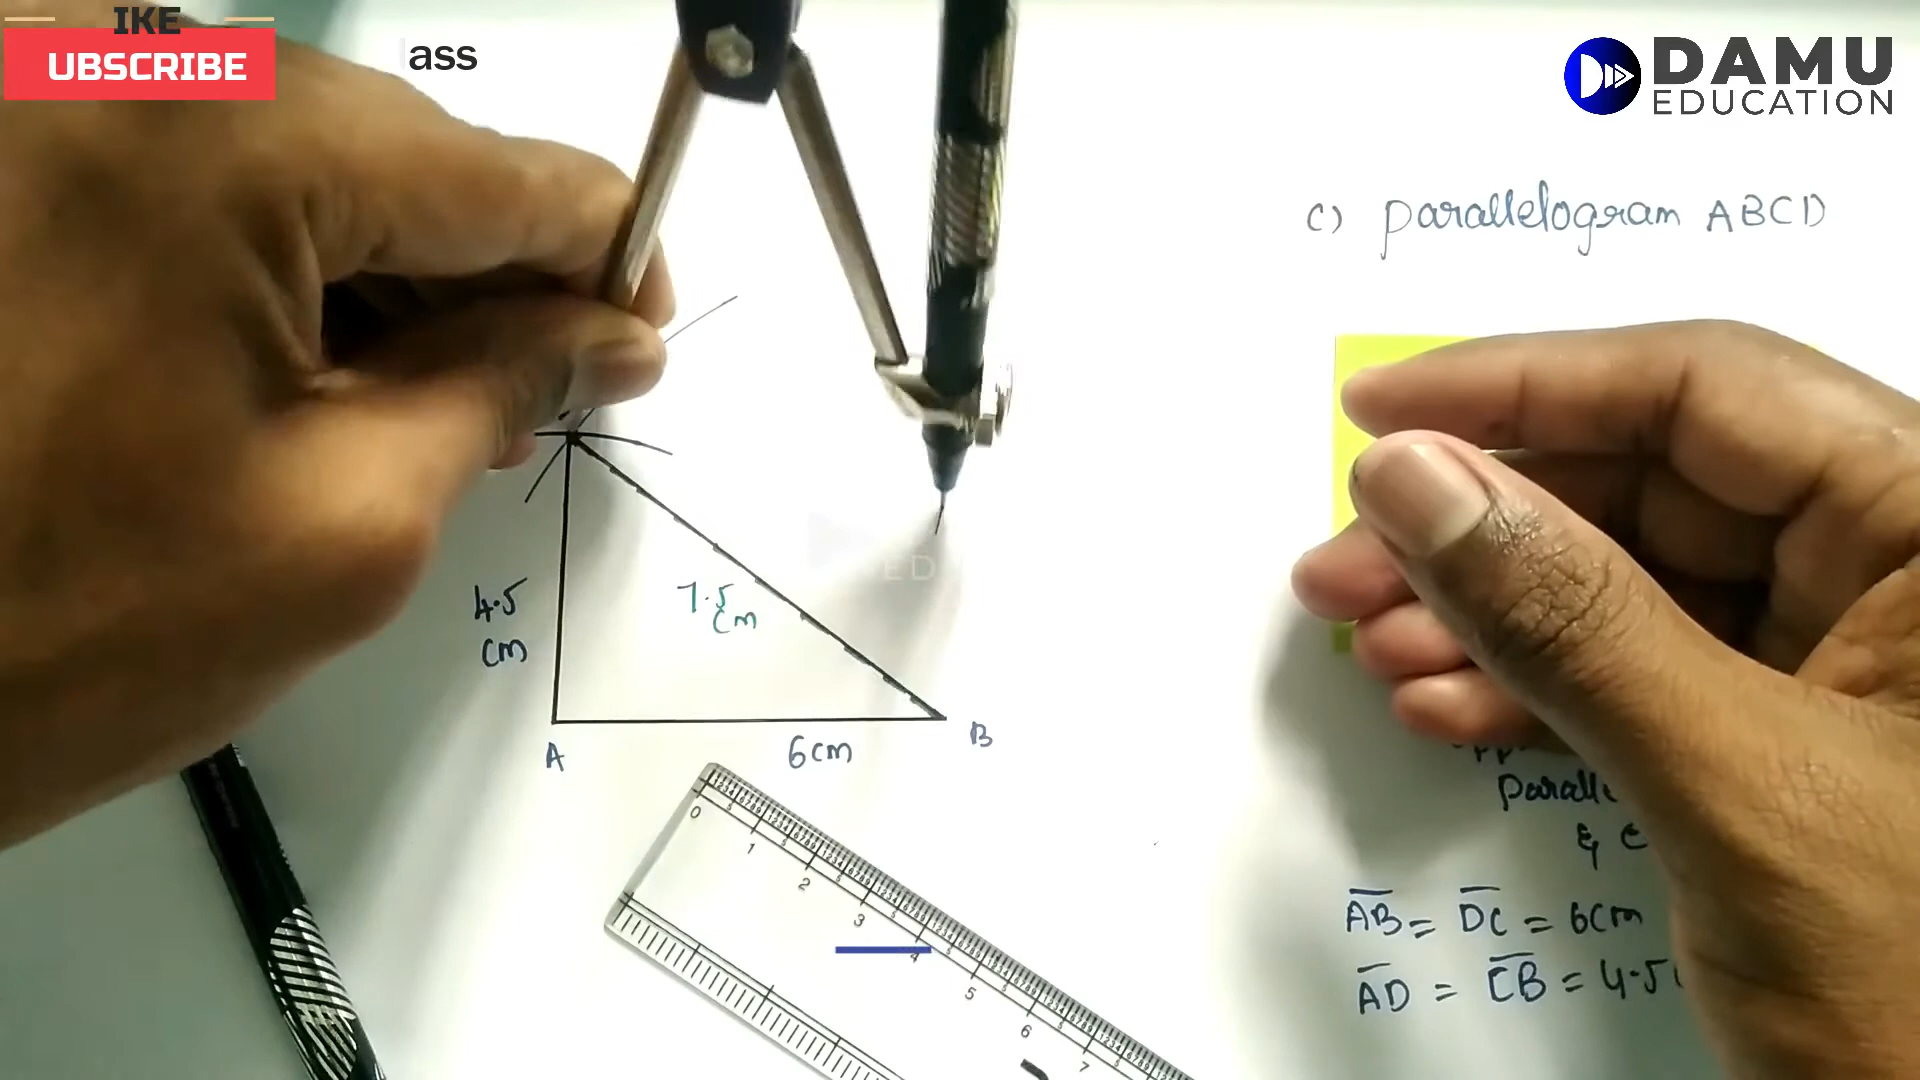 IKE
UBSCRIBE
ass
DAMU
EDUCATION
c) parallelogram ABCD
4.5
cm
7.5
cm
A
6cm
B
0 1 2 3 4 5 6 7
& 
AB = DC = 6cm
AD = CB = 4.5